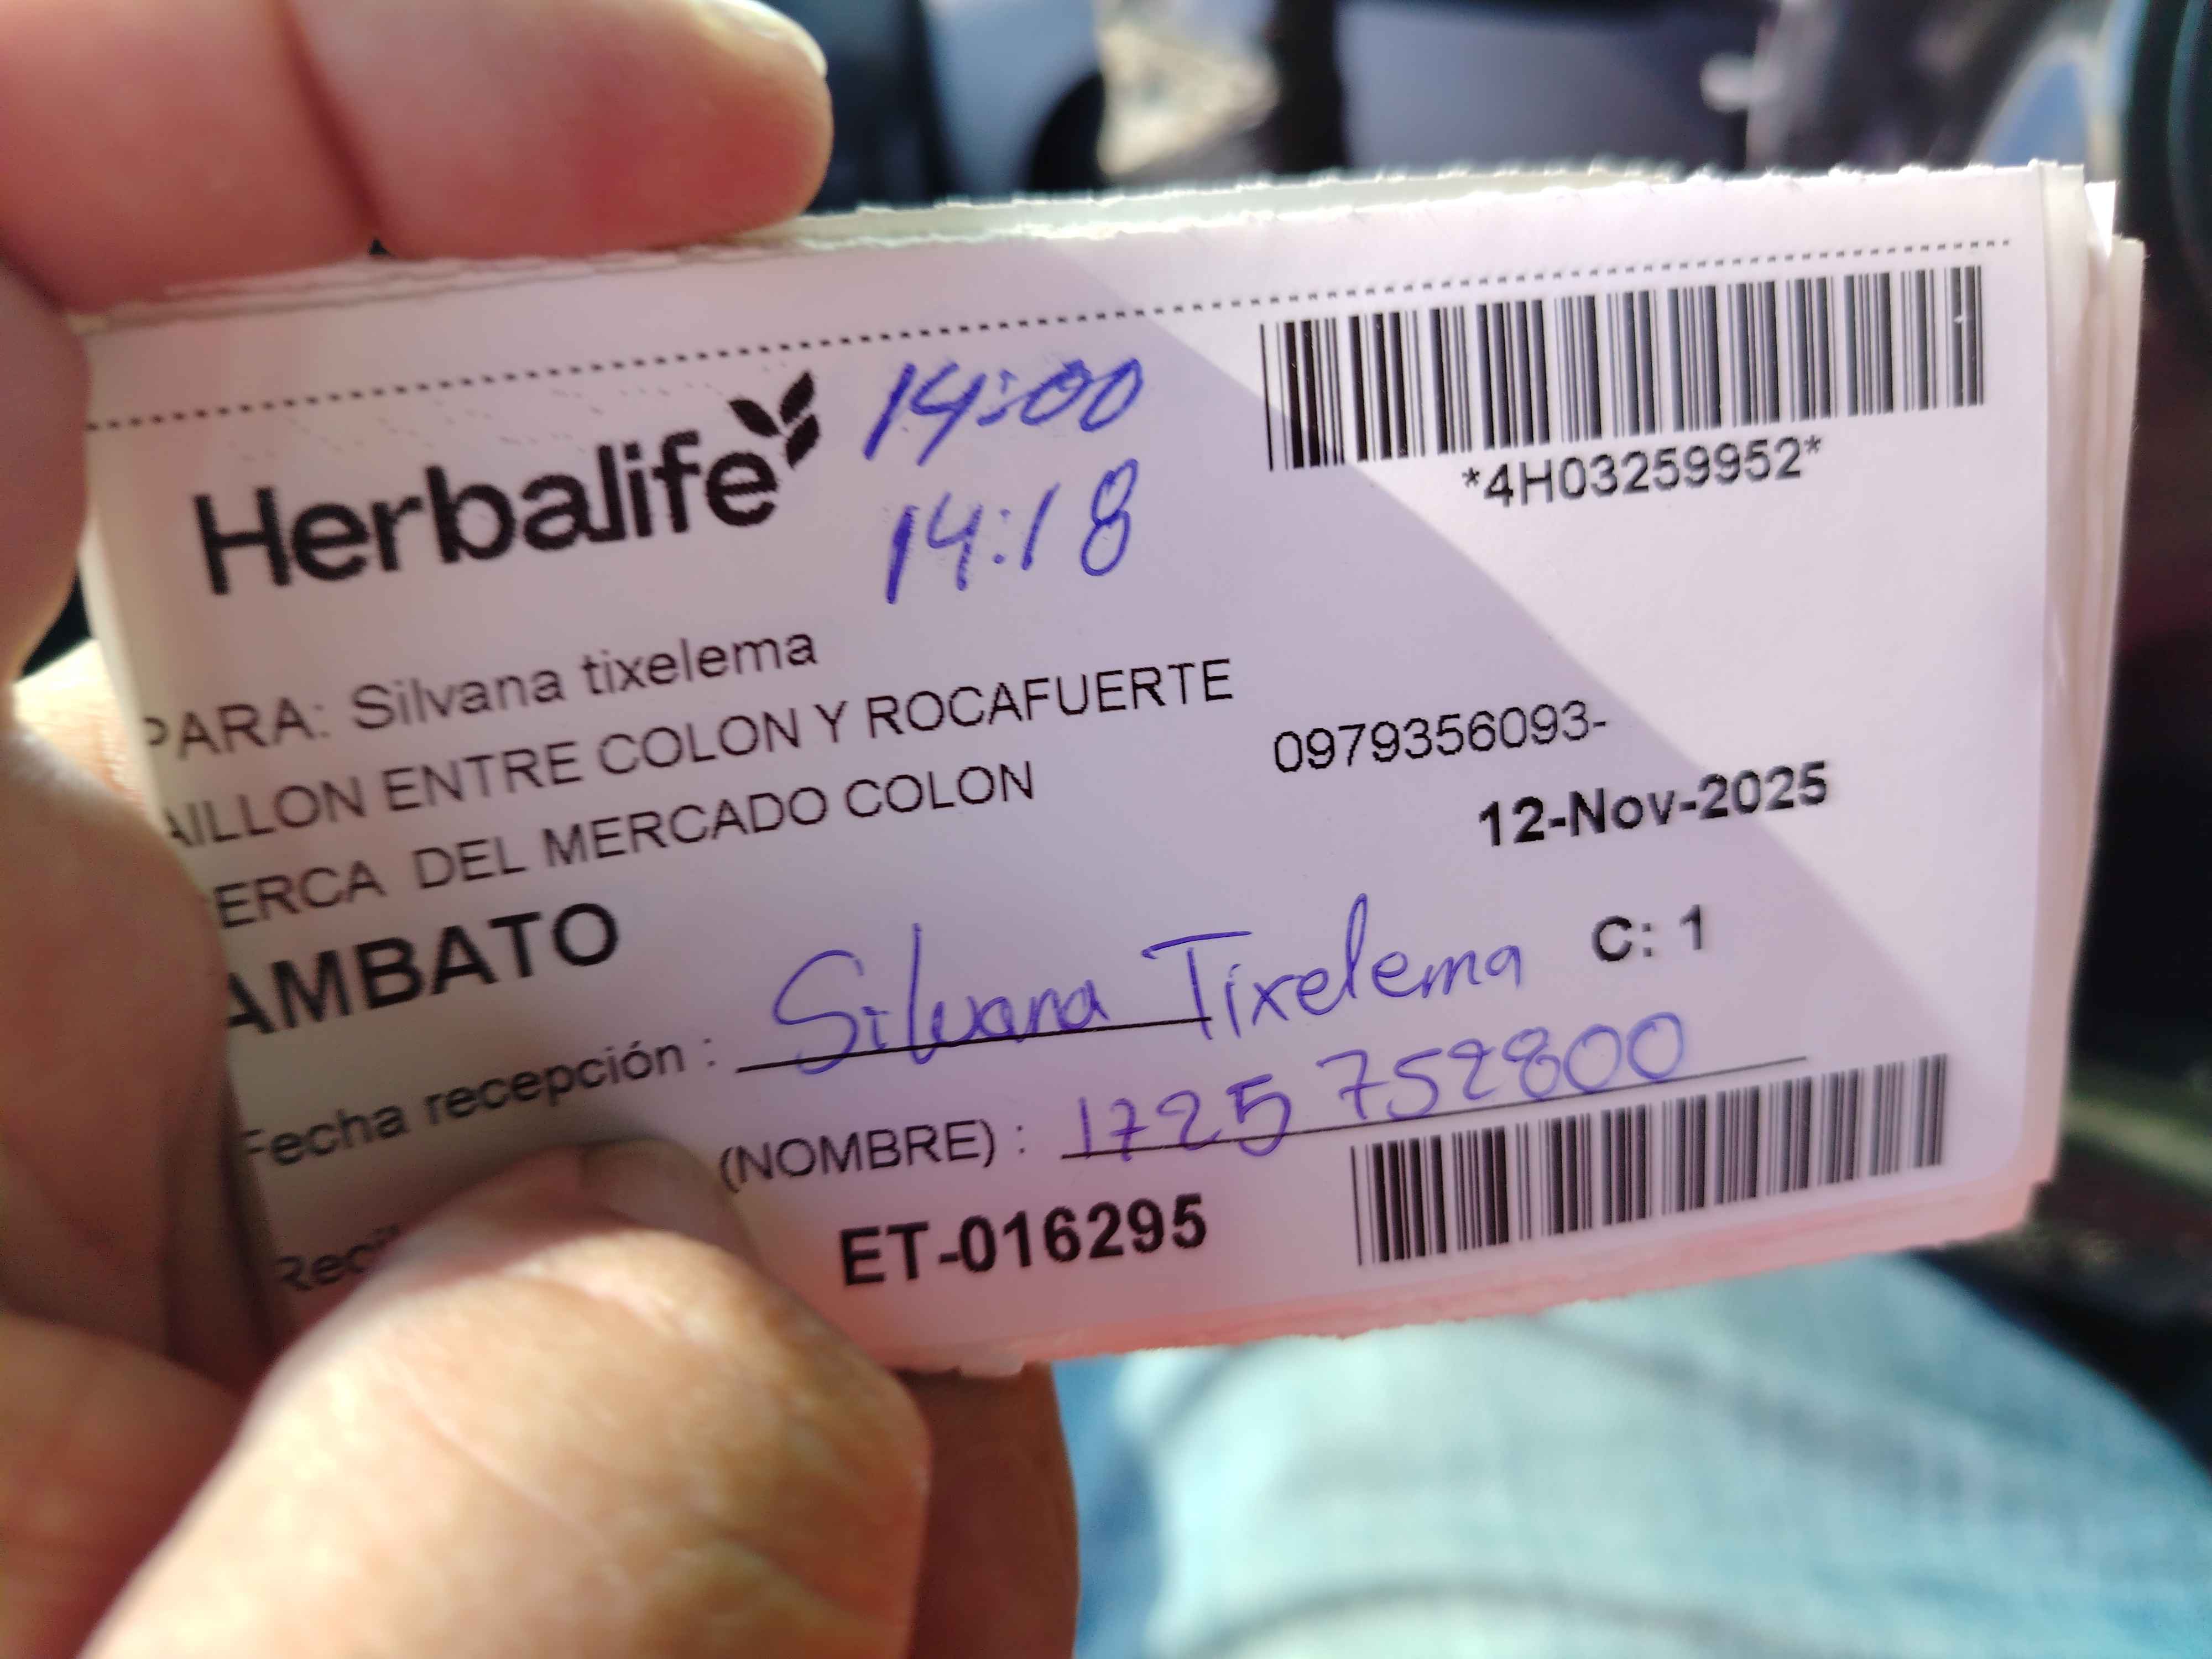 Herbalife
14:00
14:18
*4H03259952*
PARA: Silvana tixelema
AILLON ENTRE COLON Y ROCAFUERTE
0979356093-
ERCA DEL MERCADO COLON
12-Nov-2025
AMBATO
C: 1
Fecha recepción : Silvana Tixelema
(NOMBRE) : 1725752800
ET-016295